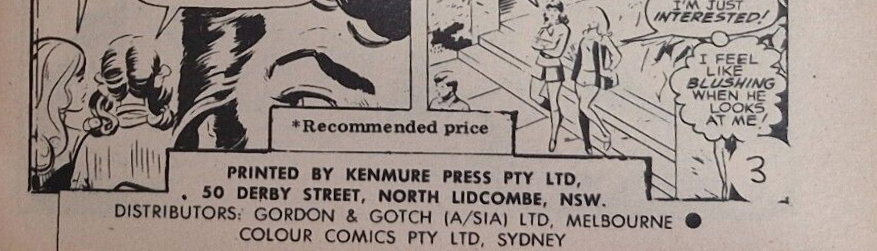 I'M JUST
INTERESTED!
I FEEL
LIKE
BLUSHING
WHEN HE
LOOKS
AT ME!
*Recommended price
3
PRINTED BY KENMURE PRESS PTY LTD,
50 DERBY STREET, NORTH LIDCOMBE, NSW.
DISTRIBUTORS: GORDON & GOTCH (A/SIA) LTD, MELBOURNE ●
COLOUR COMICS PTY LTD, SYDNEY